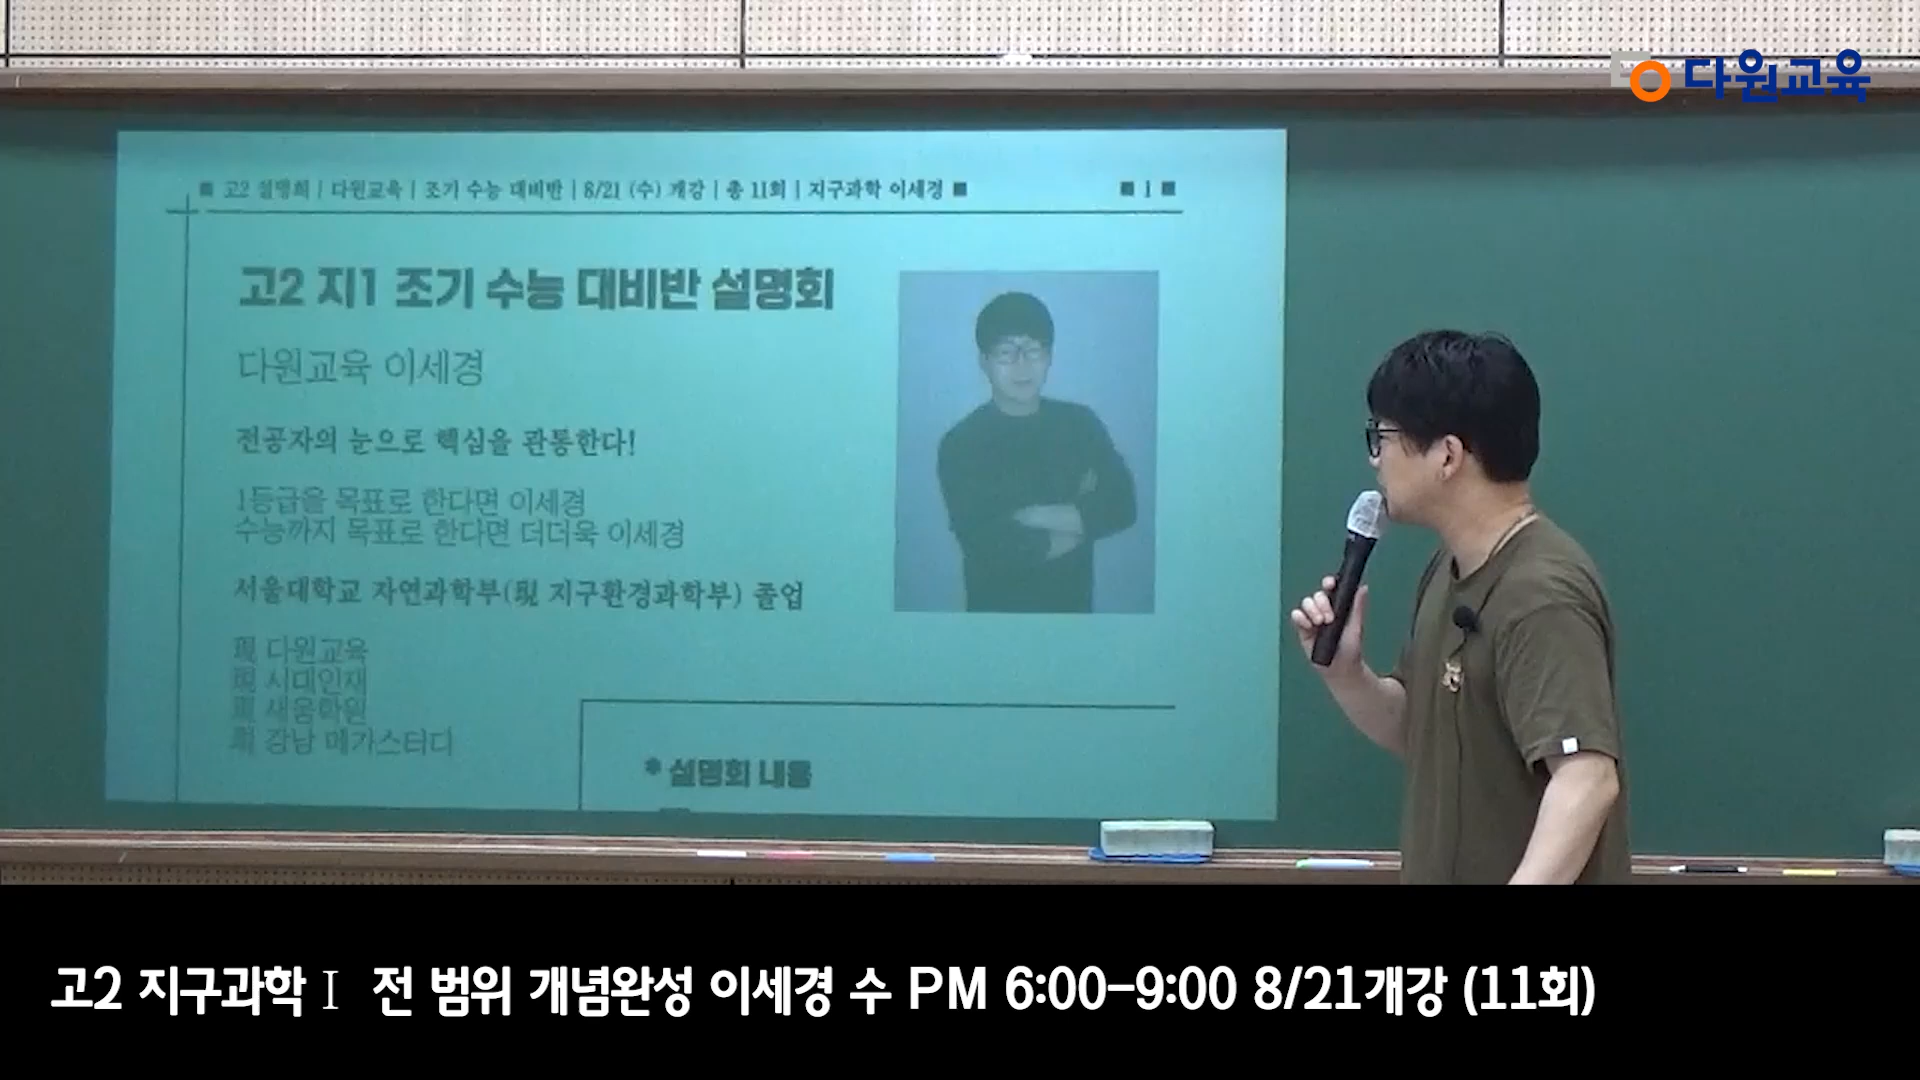 다원교육
■ 고2 설명회 | 다원교육 | 조기 수능 대비반 | 8/21 (수) 개강 | 총 11회 | 지구과학 이세경 ■
■ 1 ■
고2 지1 조기 수능 대비반 설명회
다원교육 이세경
전공자의 눈으로 핵심을 관통한다!
1등급을 목표로 한다면 이세경
수능까지 목표로 한다면 더더욱 이세경
서울대학교 자연과학부(現 지구환경과학부) 졸업
現 다원교육
現 시대인재
現 새움학원
강남 메가스터디
* 설명회 내용
고2 지구과학Ⅰ 전 범위 개념완성 이세경 수 PM 6:00-9:00 8/21개강 (11회)